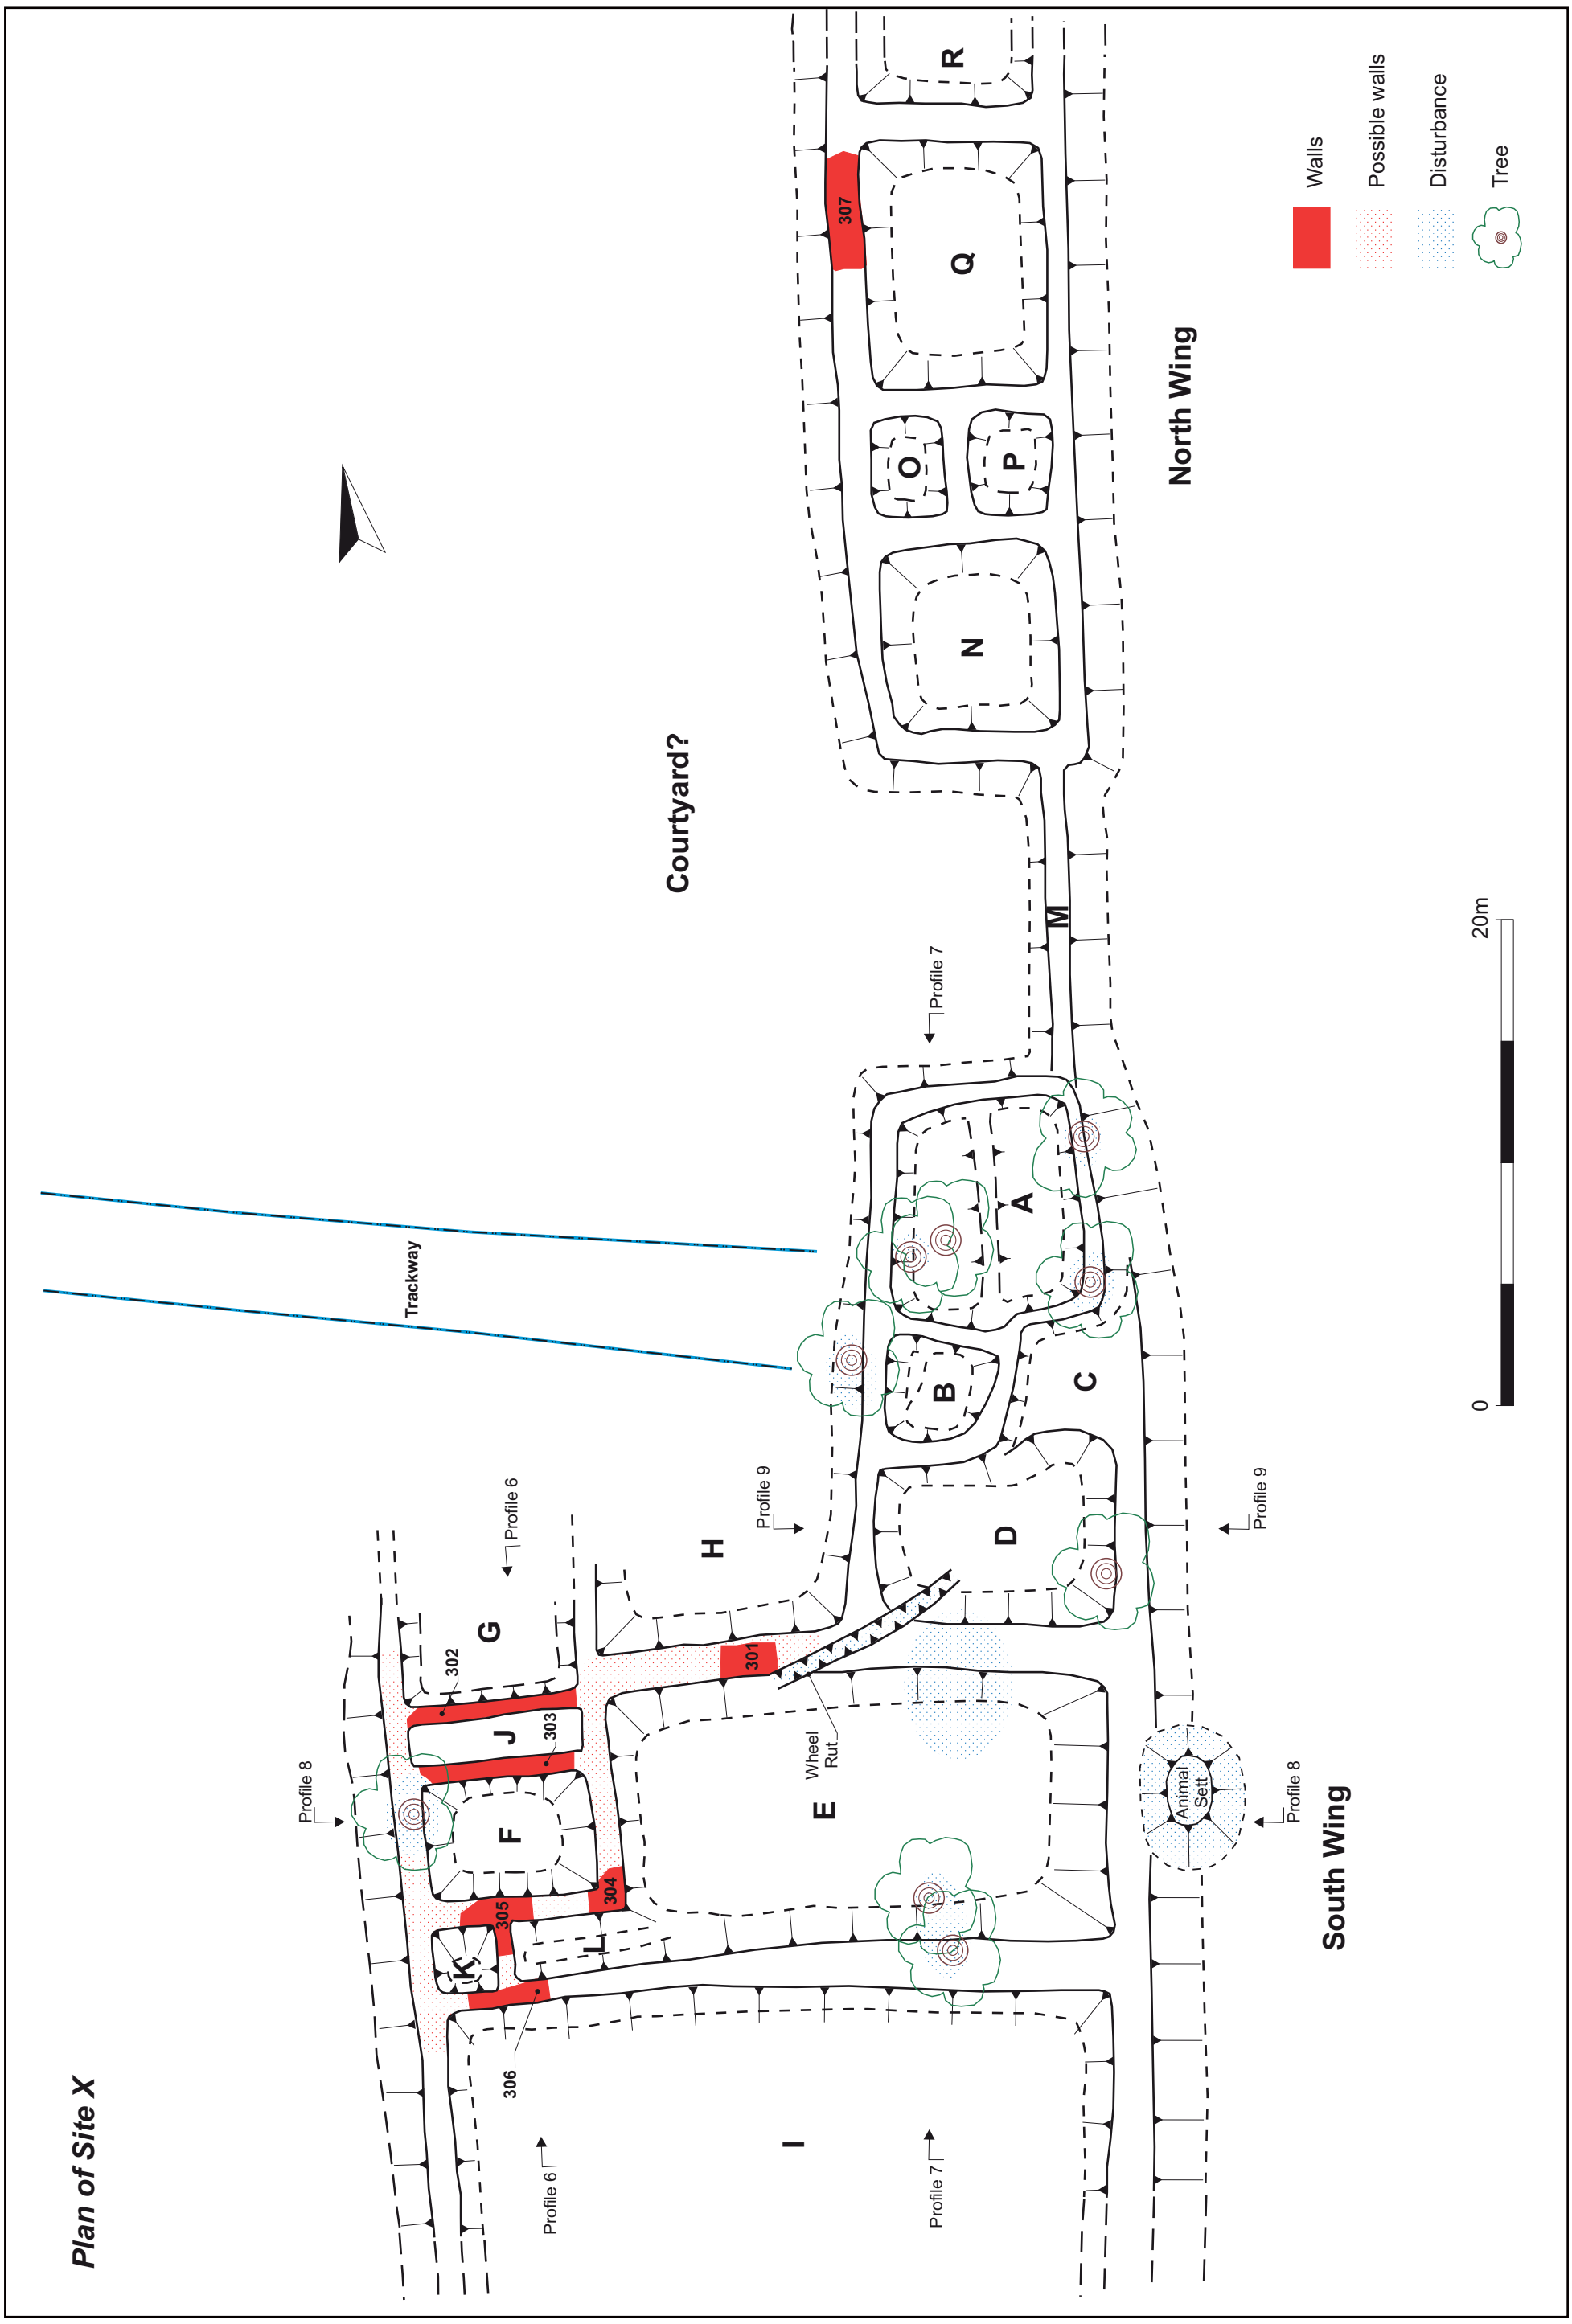 Plan of Site X
Profile 8
Profile 6
306
K
305
L
304
F
J
303
302
G
Profile 6
I
Profile 7
E
Wheel
Rut
301
H
Profile 9
D
B
C
A
Trackway
Profile 7
Courtyard?
M
N
O
P
Q
307
R
Animal
Sett
Profile 8
Profile 9
South Wing
North Wing
0
20m
Walls
Possible walls
Disturbance
Tree